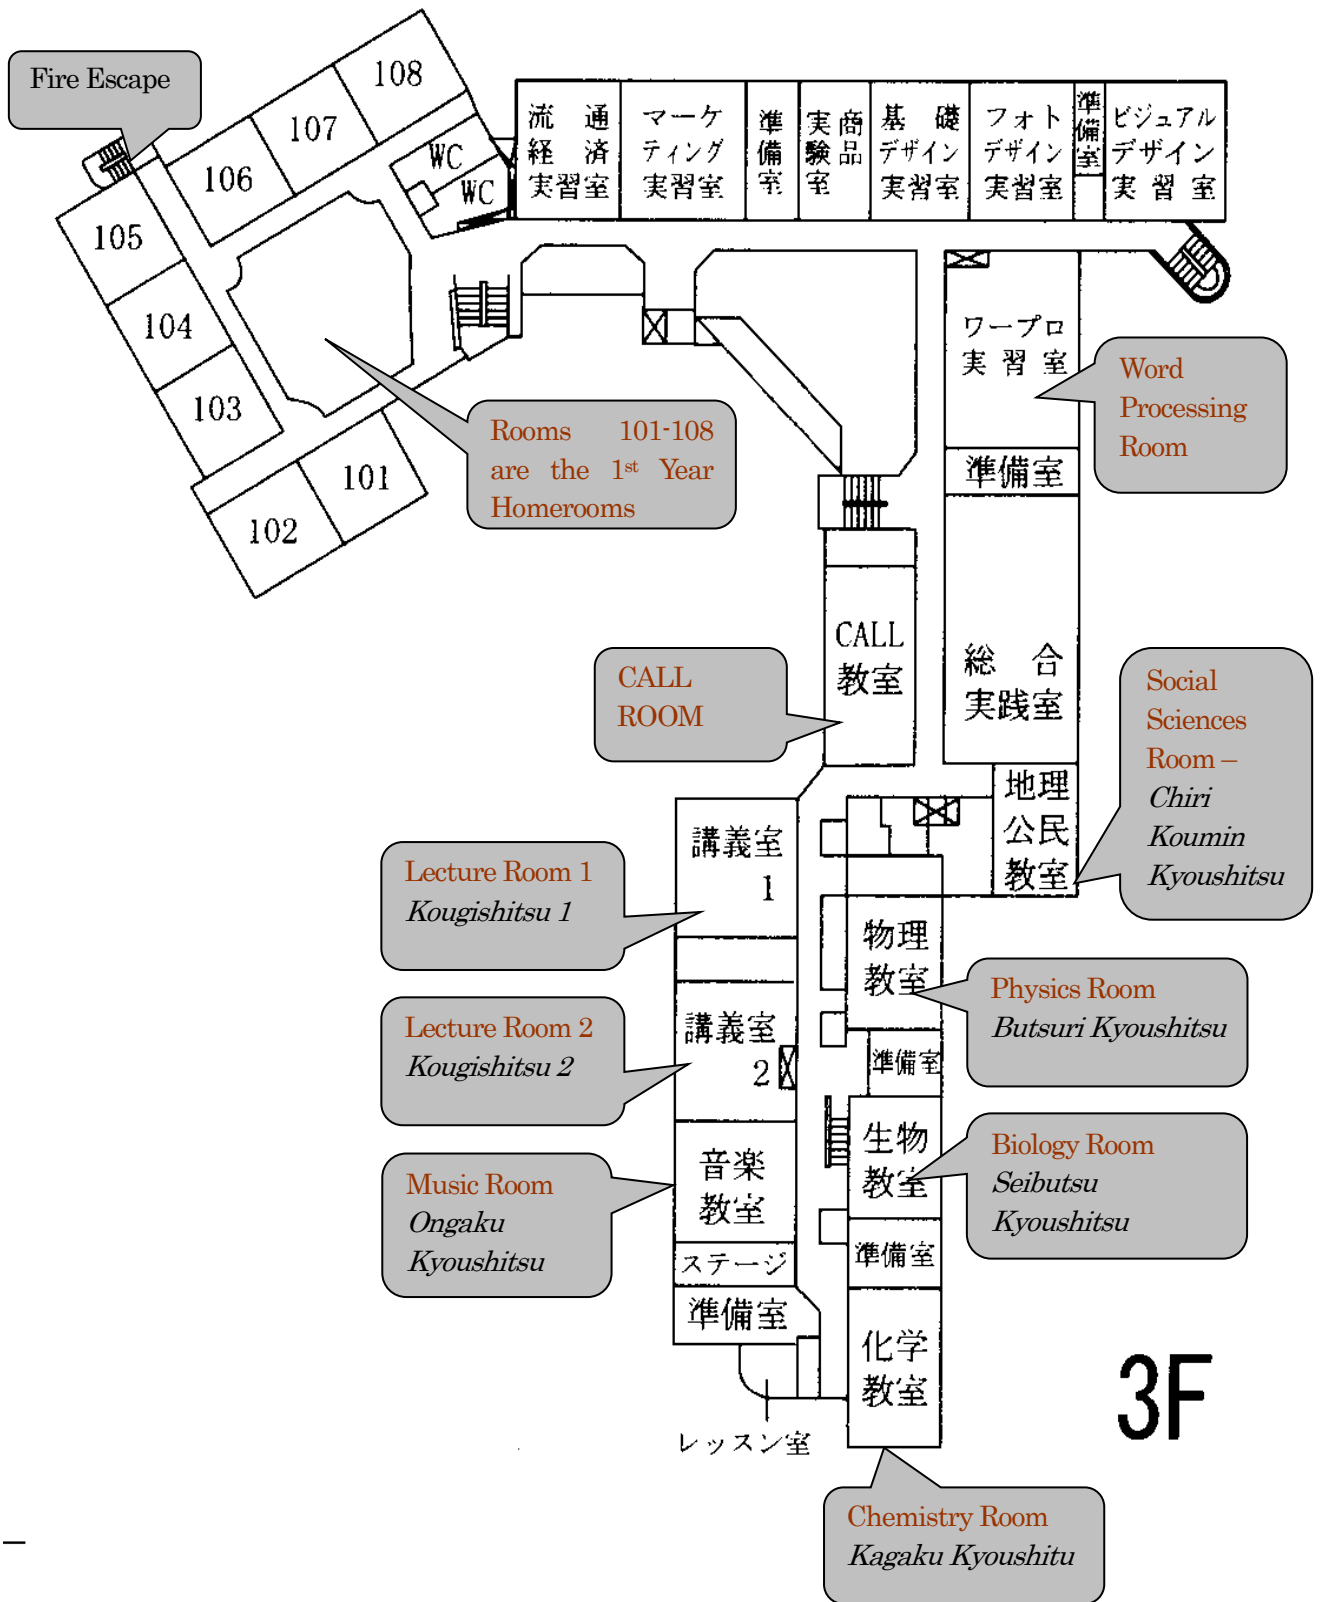 Fire Escape
108
107
106
105
104
103
102
101
WC
WC
流 通
経 済
実習室
マーケ
ティング
実習室
準備室
商品
実験室
基 礎
デザイン
実習室
フォト
デザイン
実習室
準備室
ビジュアル
デザイン
実 習 室
ワープロ
実 習 室
Word
Processing
Room
Rooms 101-108
are the 1st Year
Homerooms
準備室
CALL
教室
CALL
ROOM
総 合
実践室
Social
Sciences
Room –
Chiri
Koumin
Kyoushitsu
地理
公民
教室
講義室
1
Lecture Room 1
Kougishitsu 1
物理
教室
Physics Room
Butsuri Kyoushitsu
Lecture Room 2
Kougishitsu 2
講義室
2
準備室
生物
教室
Biology Room
Seibutsu
Kyoushitsu
音楽
教室
Music Room
Ongaku
Kyoushitsu
ステージ
準備室
準備室
化学
教室
レッスン室
3F
Chemistry Room
Kagaku Kyoushitu